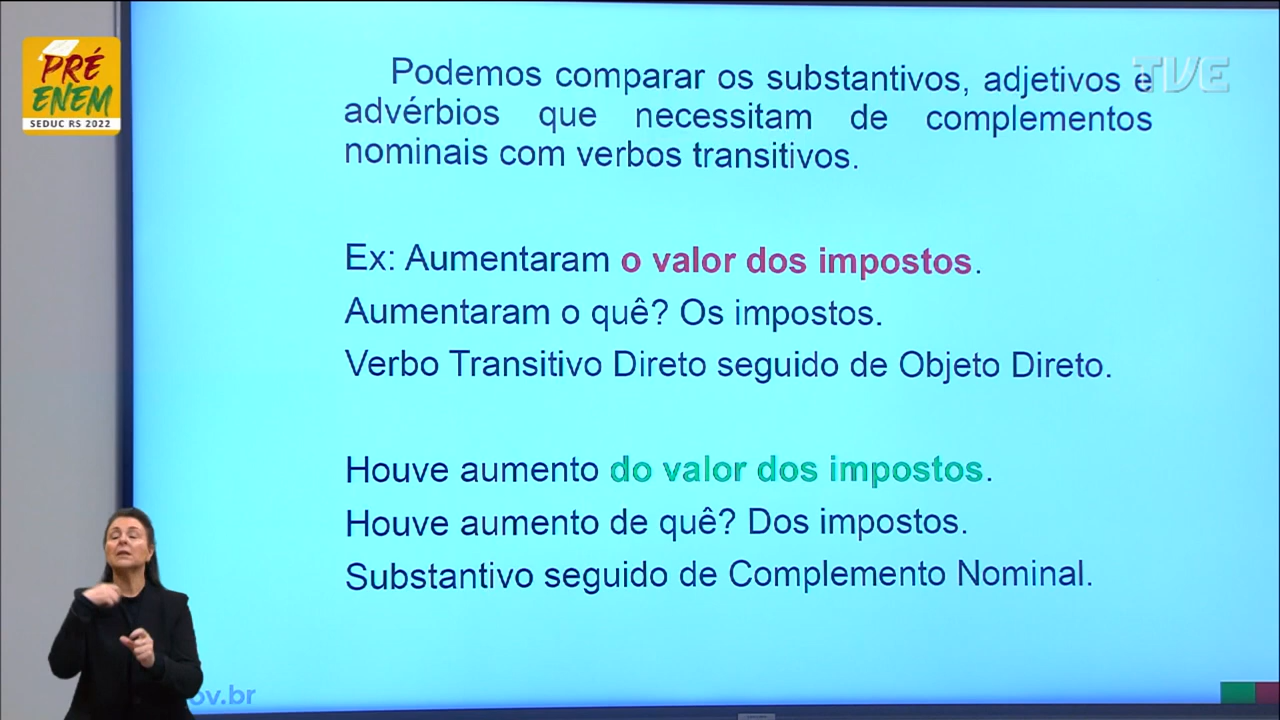 PRÉ
ENEM
SEDUC RS 2022
TVE
Podemos comparar os substantivos, adjetivos e
advérbios que necessitam de complementos
nominais com verbos transitivos.
Ex: Aumentaram o valor dos impostos.
Aumentaram o quê? Os impostos.
Verbo Transitivo Direto seguido de Objeto Direto.
Houve aumento do valor dos impostos.
Houve aumento de quê? Dos impostos.
Substantivo seguido de Complemento Nominal.
ov.br